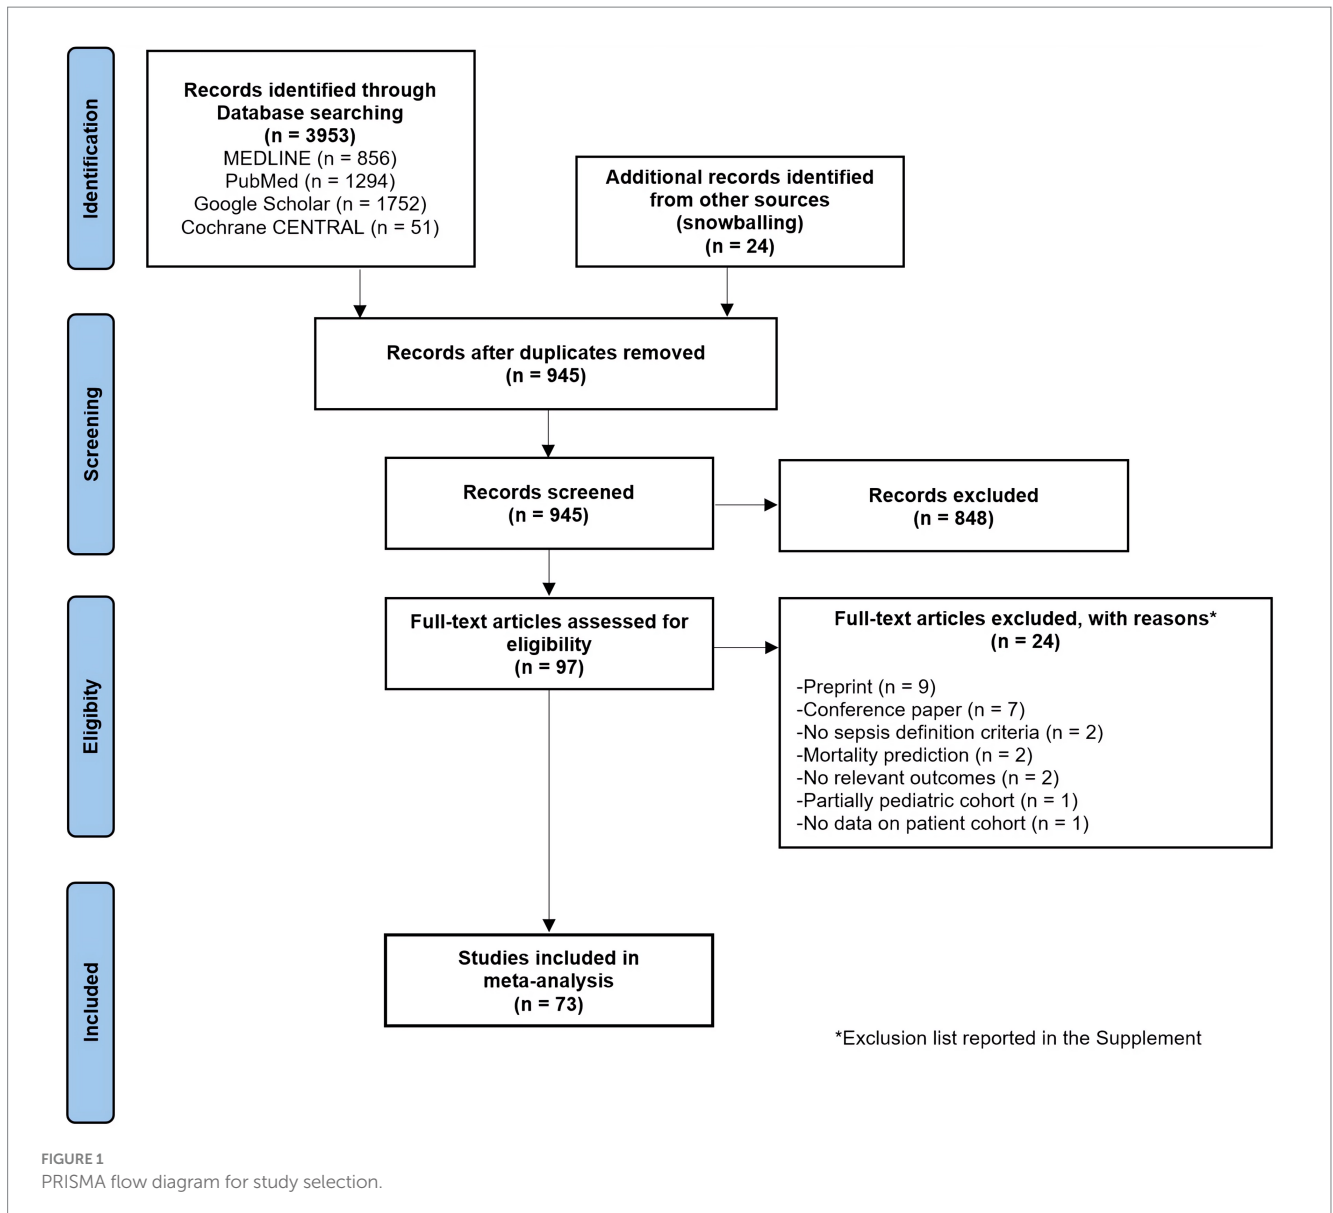 Identification
Records identified through
Database searching
(n = 3953)
MEDLINE (n = 856)
PubMed (n = 1294)
Google Scholar (n = 1752)
Cochrane CENTRAL (n = 51)
Additional records identified
from other sources
(snowballing)
(n = 24)
Screening
Records after duplicates removed
(n = 945)
Records screened
(n = 945)
Records excluded
(n = 848)
Eligibity
Full-text articles assessed for
eligibility
(n = 97)
Full-text articles excluded, with reasons*
(n = 24)
-Preprint (n = 9)
-Conference paper (n = 7)
-No sepsis definition criteria (n = 2)
-Mortality prediction (n = 2)
-No relevant outcomes (n = 2)
-Partially pediatric cohort (n = 1)
-No data on patient cohort (n = 1)
Included
Studies included in
meta-analysis
(n = 73)
*Exclusion list reported in the Supplement
FIGURE 1
PRISMA flow diagram for study selection.